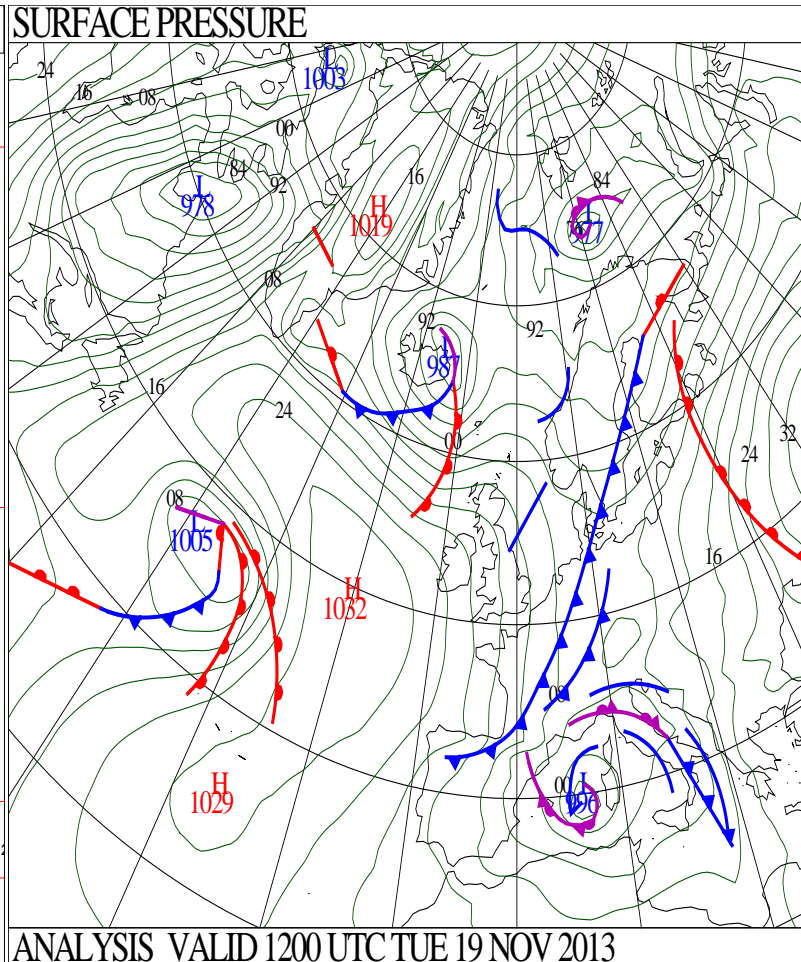 SURFACE PRESSURE
24
16
08
L
1003
00
84
92
L
978
16
H
1019
84
L
977
08
92
L
987
92
16
24
00
32
24
08
L
1005
16
H
1032
08
H
1029
00
L
996
ANALYSIS VALID 1200 UTC TUE 19 NOV 2013